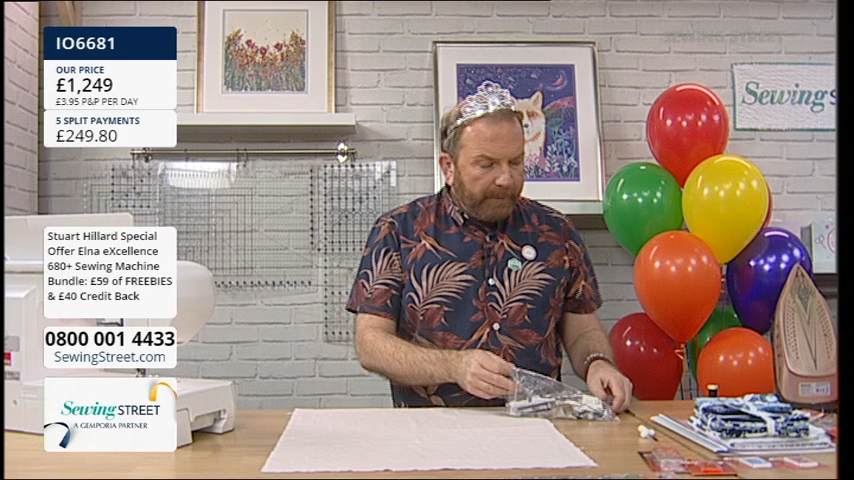 IO6681
OUR PRICE
£1,249
£3.95 P&P PER DAY
5 SPLIT PAYMENTS
£249.80
Stuart Hillard Special
Offer Elna eXcellence
680+ Sewing Machine
Bundle: £59 of FREEBIES
& £40 Credit Back
0800 001 4433
SewingStreet.com
Sewing STREET
A GEMPORIA PARTNER
SEWING STREET
SewingS